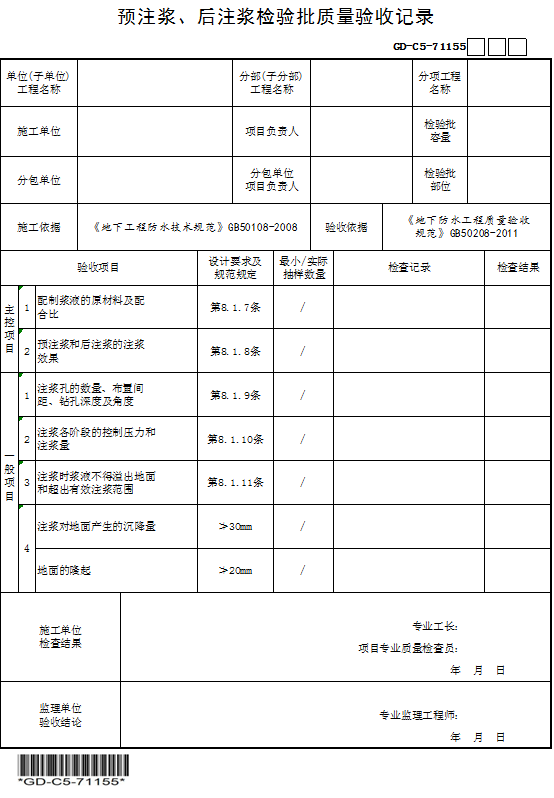 预注浆、后注浆检验批质量验收记录
GD-C5-71155
单位(子单位)
工程名称
分部(子分部)
工程名称
分项工程
名称
施工单位
项目负责人
检验批
容量
分包单位
分包单位
项目负责人
检验批
部位
施工依据
《地下工程防水技术规范》GB50108-2008
验收依据
《地下防水工程质量验收
规范》GB50208-2011
验收项目
设计要求及
规范规定
最小/实际
抽样数量
检查记录
检查结果
主控项目
1
配制浆液的原材料及配
合比
第8.1.7条
/
2
预注浆和后注浆的注浆
效果
第8.1.8条
/
一般项目
1
注浆孔的数量、布置间
距、钻孔深度及角度
第8.1.9条
/
2
注浆各阶段的控制压力和
注浆量
第8.1.10条
/
3
注浆时浆液不得溢出地面
和超出有效注浆范围
第8.1.11条
/
4
注浆对地面产生的沉降量
>30mm
/
地面的隆起
>20mm
/
施工单位
检查结果
专业工长:
项目专业质量检查员:
年 月 日
监理单位
验收结论
专业监理工程师:
年 月 日
*GD-C5-71155*